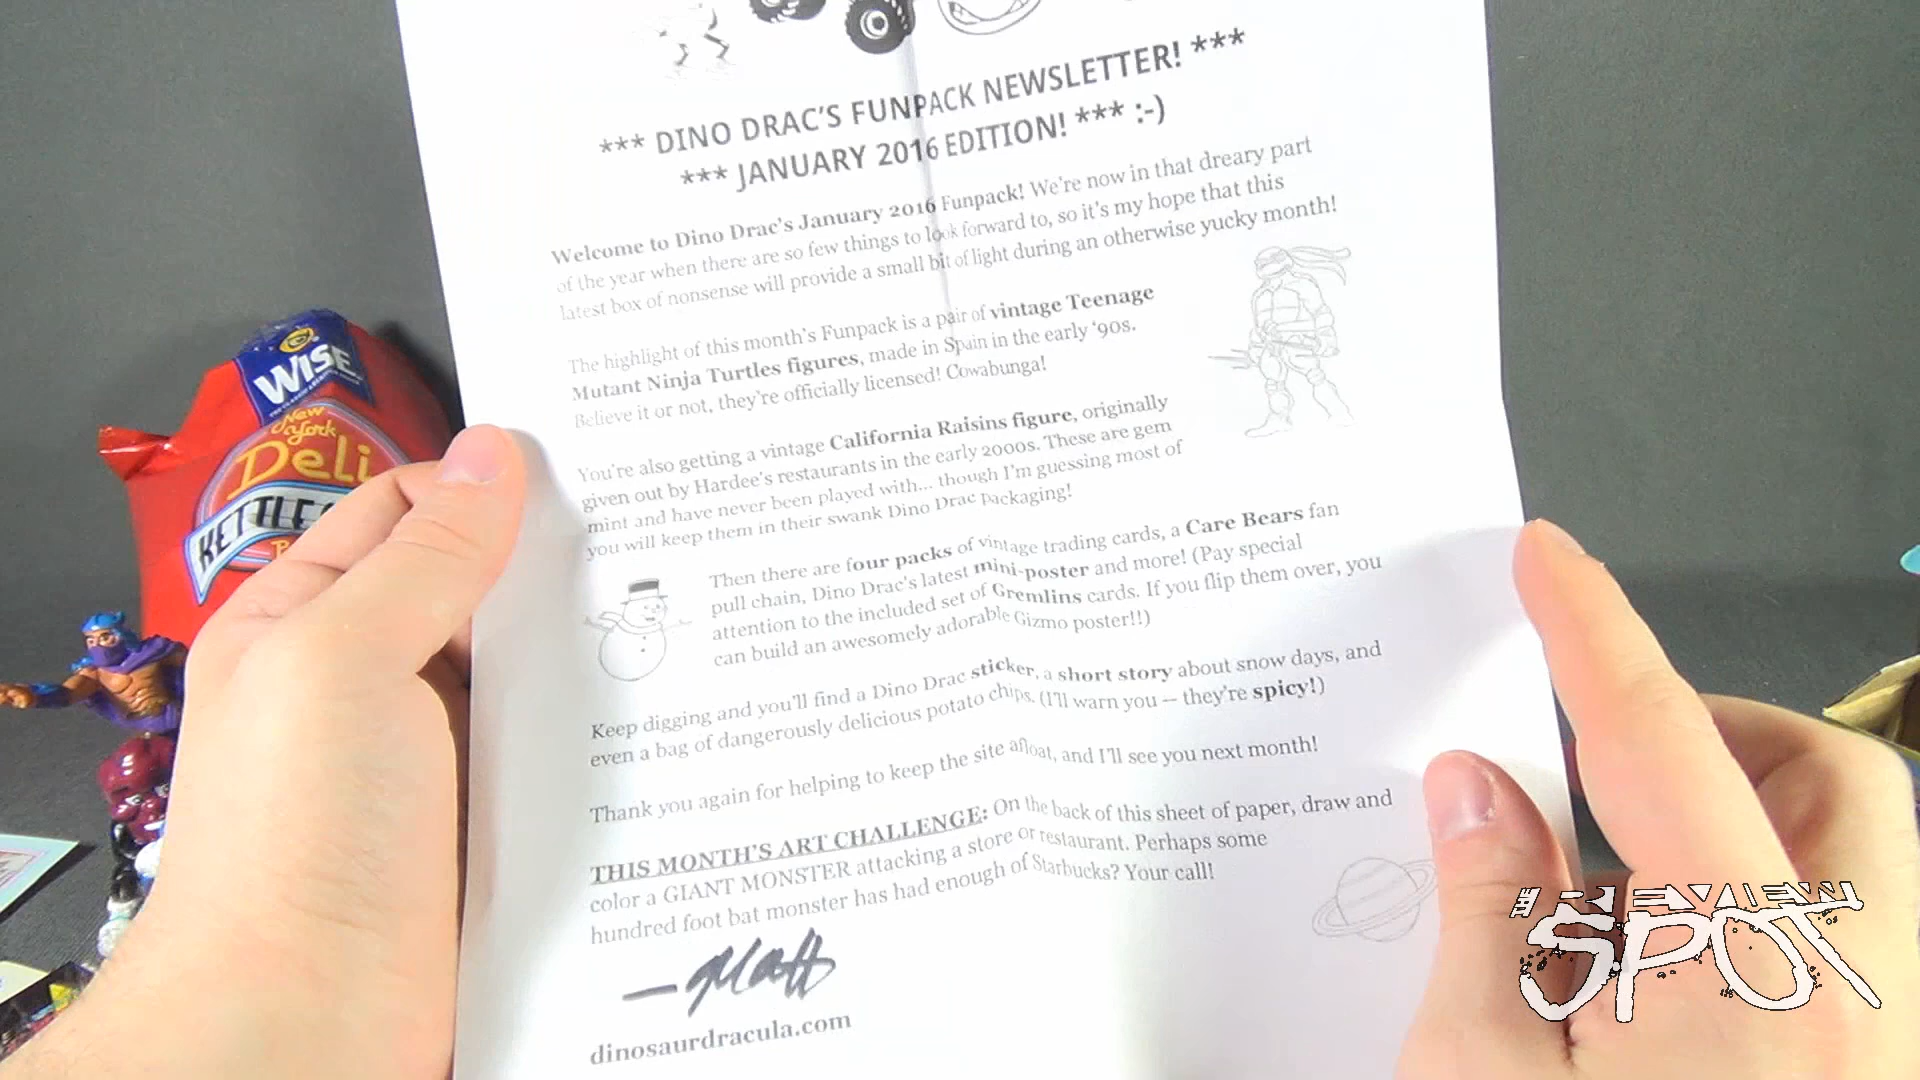 *** DINO DRAC'S FUNPACK NEWSLETTER! ***
*** JANUARY 2016 EDITION! *** :-)
Welcome to Dino Drac's January 2016 Funpack! We're now in that dreary part
of the year when there are so few things to look forward to, so it's my hope that this
latest box of nonsense will provide a small bit of light during an otherwise yucky month!
The highlight of this month's Funpack is a pair of vintage Teenage
Mutant Ninja Turtles figures, made in Spain in the early '90s.
Believe it or not, they're officially licensed! Cowabunga!
You're also getting a vintage California Raisins figure, originally
given out by Hardee's restaurants in the early 2000s. These are gem
mint and have never been played with... though I'm guessing most of
you will keep them in their swank Dino Drac packaging!
Then there are four packs of vintage trading cards, a Care Bears fan
pull chain, Dino Drac's latest mini-poster and more! (Pay special
attention to the included set of Gremlins cards. If you flip them over, you
can build an awesomely adorable Gizmo poster!!)
Keep digging and you'll find a Dino Drac sticker, a short story about snow days, and
even a bag of dangerously delicious potato chips. (I'll warn you -- they're spicy!)
Thank you again for helping to keep the site afloat, and I'll see you next month!
THIS MONTH'S ART CHALLENGE: On the back of this sheet of paper, draw and
color a GIANT MONSTER attacking a store or restaurant. Perhaps some
hundred foot bat monster has had enough of Starbucks? Your call!
—Matt
dinosaurdracula.com
WISE
New
York
Deli
KETTLE
THE REVIEW
SPOT